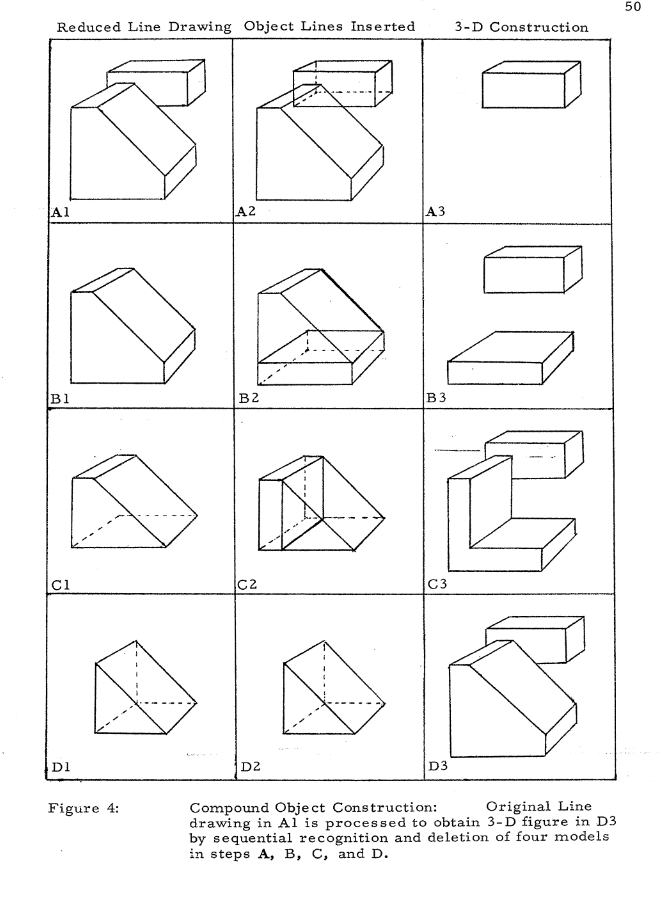 50
Reduced Line Drawing Object Lines Inserted 3-D Construction
A1 A2 A3
B1 B2 B3
C1 C2 C3
D1 D2 D3
Figure 4: Compound Object Construction: Original Line
drawing in A1 is processed to obtain 3-D figure in D3
by sequential recognition and deletion of four models
in steps A, B, C, and D.